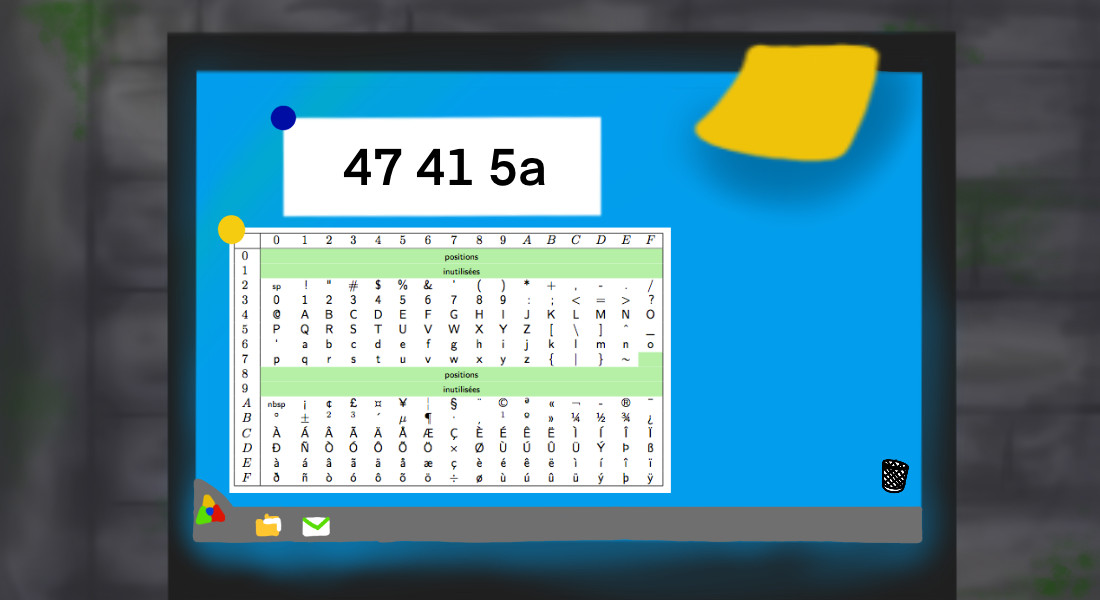 47 41 5a
0 1 2 3 4 5 6 7 8 9 A B C D E F
0 positions
1 inutilisées
2 sp ! " # $ % & ' ( ) * + , - . /
3 0 1 2 3 4 5 6 7 8 9 : ; < = > ?
4 @ A B C D E F G H I J K L M N O
5 P Q R S T U V W X Y Z [ \ ] ^ _
6 ' a b c d e f g h i j k l m n o
7 p q r s t u v w x y z { | } ~
8 positions
9 inutilisées
A nbsp ¡ ¢ £ ¤ ¥ ¦ § ¨ © ª « ¬ - ® ¯
B ° ± ² ³ ´ µ ¶ · ¸ ¹ º » ¼ ½ ¾ ¿
C À Á Â Ã Ä Å Æ Ç È É Ê Ë Ì Í Î Ï
D Ð Ñ Ò Ó Ô Õ Ö × Ø Ù Ú Û Ü Ý Þ ß
E à á â ã ä å æ ç è é ê ë ì í î ï
F ð ñ ò ó ô õ ö ÷ ø ù ú û ü ý þ ÿ